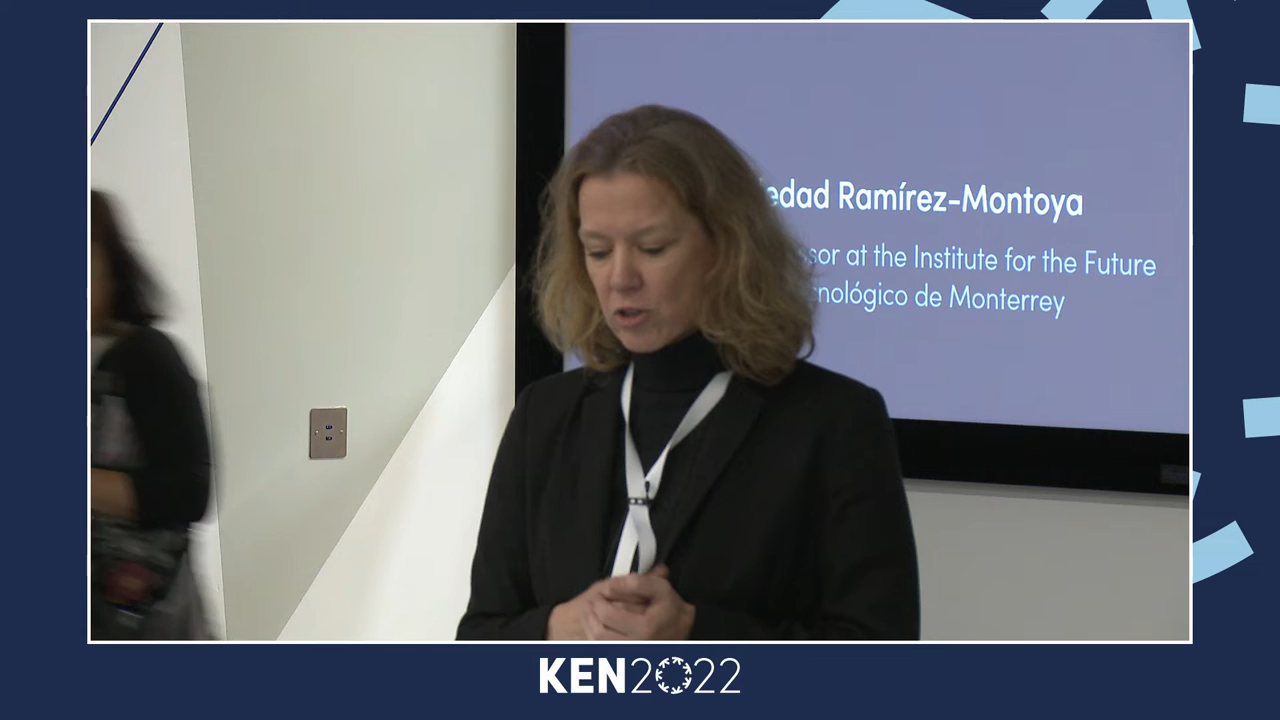 edad Ramírez-Montoya
sor at the Institute for the Future
nológico de Monterrey
KEN2022